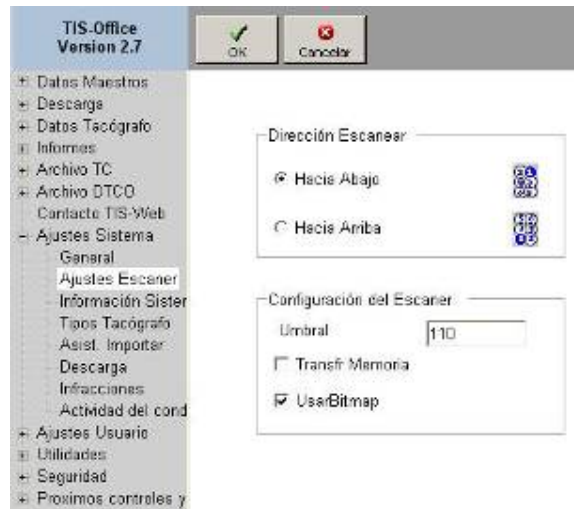 TIS-Office
Version 2.7
OK
Cancelar
Datos Maestros
Descarga
Datos Tacógrafo
Informes
Archivo TC
Archivo DTCO
Contacto TIS-Web
Ajustes Sistema
General
Ajustes Escaner
Información Sister
Tipos Tacógrafo
Asist. Importar
Descarga
Infracciones
Actividad del cond
Ajustes Usuario
Utilidades
Seguridad
Proximos controles y
Dirección Escanear
Hacia Abajo
Hacia Arriba
Configuración del Escaner
Umbral
110
Transfr Memoria
UsarBitmap